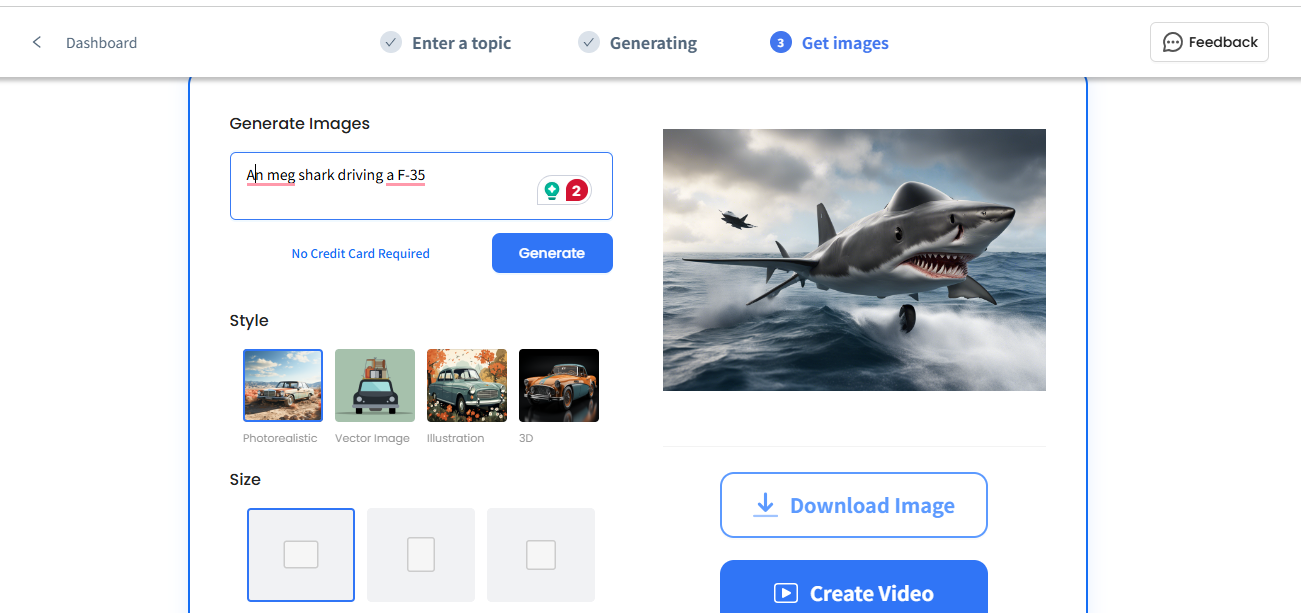 Dashboard
Enter a topic
Generating
3 Get images
Feedback
Generate Images
An meg shark driving a F-35
2
No Credit Card Required
Generate
Style
Photorealistic
Vector Image
Illustration
3D
Size
Download Image
Create Video